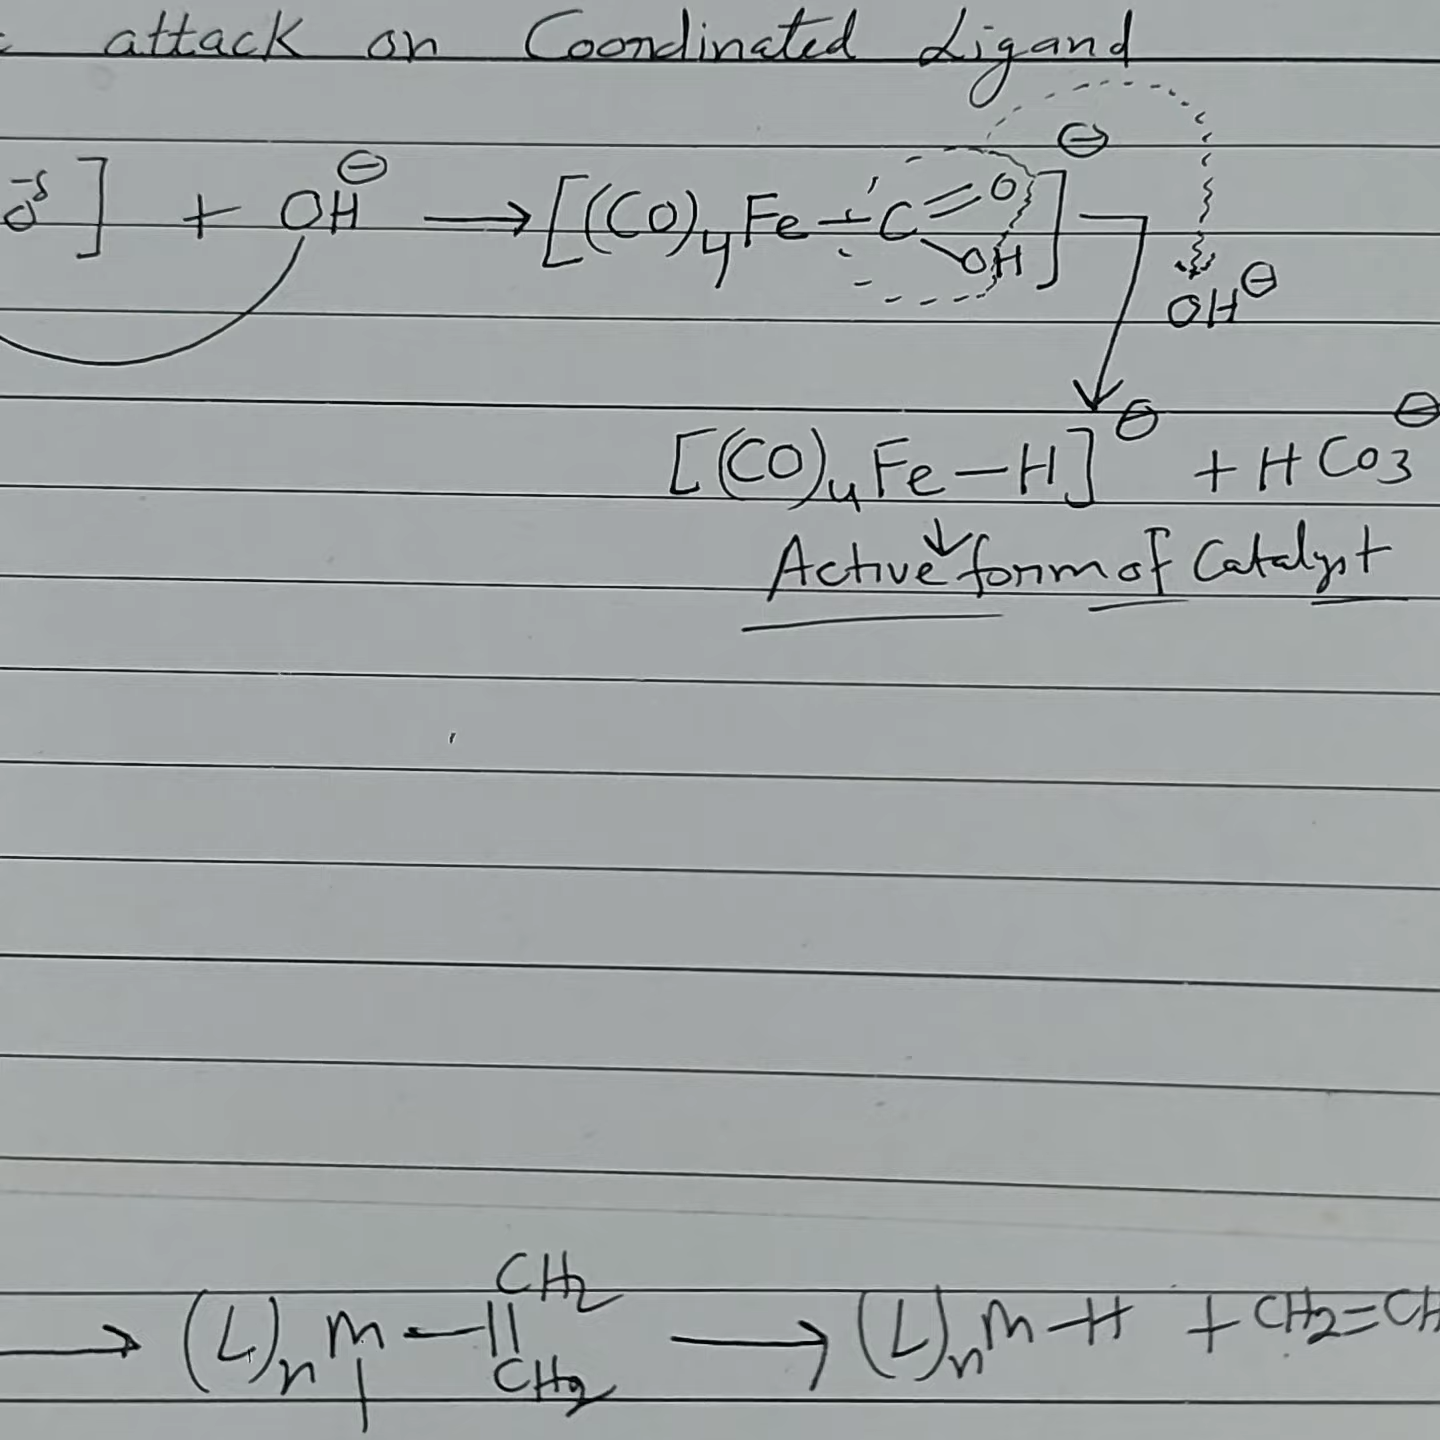 attack on Coordinated Ligand
O⁻ᵟ] + OH⊖ ⟶ [(CO)₄Fe–C(=O)OH]⊖
OH⊖
[(CO)₄Fe–H]⊖ + HCO₃⊖
Active form of Catalyst
⟶ (L)ₙM–CH₂=CH₂ ⟶ (L)ₙM–H + CH₂=CH